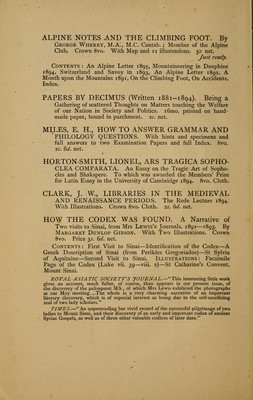 ALPINE NOTES AND THE CLIMBING FOOT. By
GEORGE WHERRY, M.A., M.C. Cantab. ; Member of the Alpine
Club. Crown 8vo. With Map and 21 illustrations. 5s. net.
just ready.
CONTENTS : An Alpine Letter 1895, Mountaineering in Dauphiné
1894, Switzerland and Savoy in 1893, An Alpine Letter 1892, A
Month upon the Mountains 1891, On the Climbing Foot, On Accidents,
Index.
PAPERS BY DECIMUS (Written 1881–1894). Being a
Gathering of scattered Thoughts on Matters touching the Welfare
of our Nation in Society and Politics. 16mo. printed on hand-
made paper, bound in parchment. 2s. net.
MILES, E. H., HOW TO ANSWER GRAMMAR AND
PHILOLOGY QUESTIONS. With hints and specimens and
full answers to two Examination Papers and full Index. 8vo.
2s. 6d. net.
HORTON-SMITH, LIONEL, ARS TRAGICA SOPHO-
CLEA COMPARATA. An Essay on the Tragic Art of Sopho-
cles and Shakspere. To which was awarded the Members' Prize
for Latin Essay in the University of Cambridge 1894. 8vo. Cloth.
CLARK, J. W., LIBRARIES IN THE MEDIEVAL
AND RENAISSANCE PERIODS. The Rede Lecture 1894.
With Illustrations. Crown 8vo. Cloth. 2s. 6d. net.
HOW THE CODEX WAS FOUND. A Narrative of
Two visits to Sinai, from Mrs Lewis's Journals, 1892—1893. By
MARGARET DUNLOP GIBSON. With Two Illustrations. Crown
8vo. Price 3s. 6d. net.
CONTENTS: First Visit to Sinai—Identification of the Codex—A
Greek Description of Sinai (from Perikles Gregoriados)—St Sylvia
of Aquitaine—Second Visit to Sinai. ILLUSTRATIONS: Facsimile
Page of the Codex (Luke vii. 39—viii. 2)—St Catharine's Convent,
Mount Sinai.
ROYAL ASIATIC SOCIETY'S JOURNAL.—"This interesting little work
gives an account, much fuller, of course, than appears in our present issue, of
the discovery of the palimpsest MS., of which Mrs Lewis exhibited the photographs
at our May meeting....The whole is a very charming narrative of an important
literary discovery, which is of especial interest as being due to the self-sacrificing
zeal of two lady scholars."
TIMES.—"An unpretending but vivid record of the successful pilgrimage of two
ladies to Mount Sinai, and their discovery of an early and important codex of ancient
Syriac Gospels, as well as of three other valuable codices of later date."